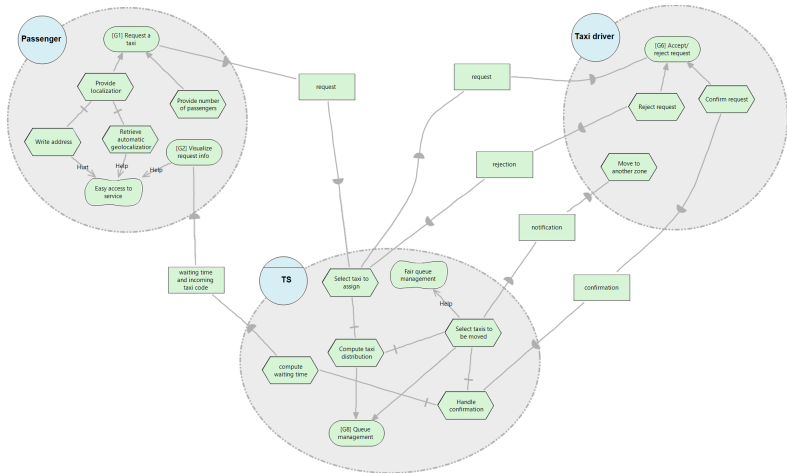 Passenger
[G1] Request a
taxi
Provide
localization
Provide number
of passengers
Write address
Retrieve
automatic
geolocalization
[G2] Visualize
request info
Hurt
Help
Help
Easy access to
service
request
request
rejection
notification
confirmation
waiting time
and incoming
taxi code
Taxi driver
[G6] Accept/
reject request
Reject request
Confirm request
Move to
another zone
TS
Select taxi to
assign
Fair queue
management
Help
Select taxis to
be moved
Compute taxi
distribution
compute
waiting time
Handle
confirmation
[G8] Queue
management